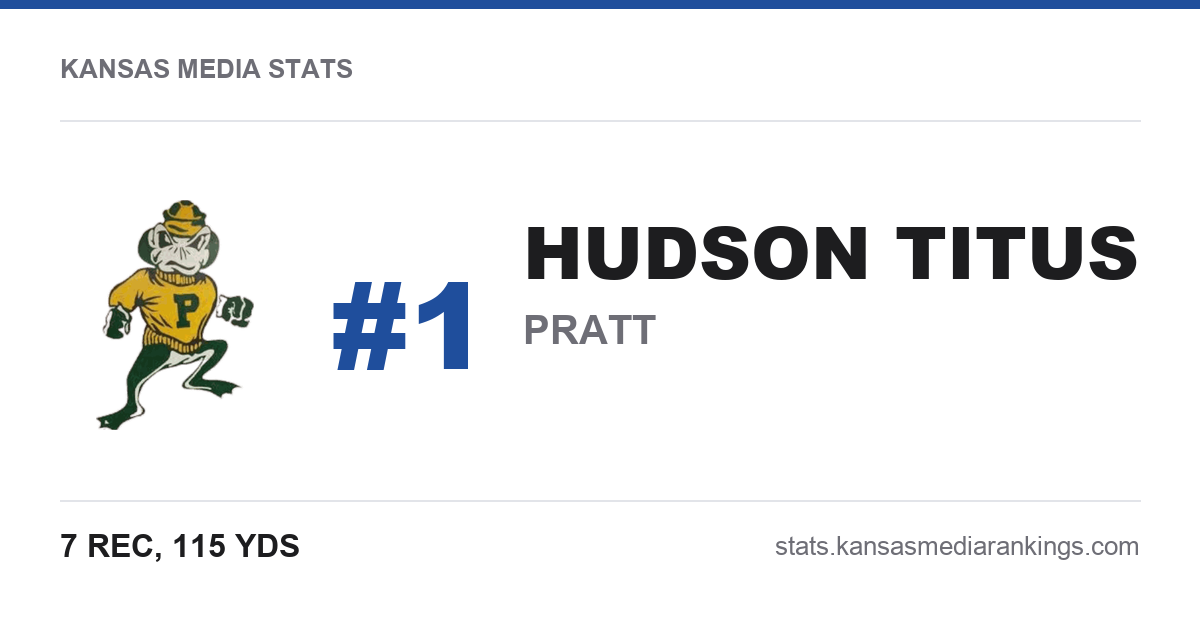 KANSAS MEDIA STATS
P
#1
HUDSON TITUS
PRATT
7 REC, 115 YDS
stats.kansasmediarankings.com